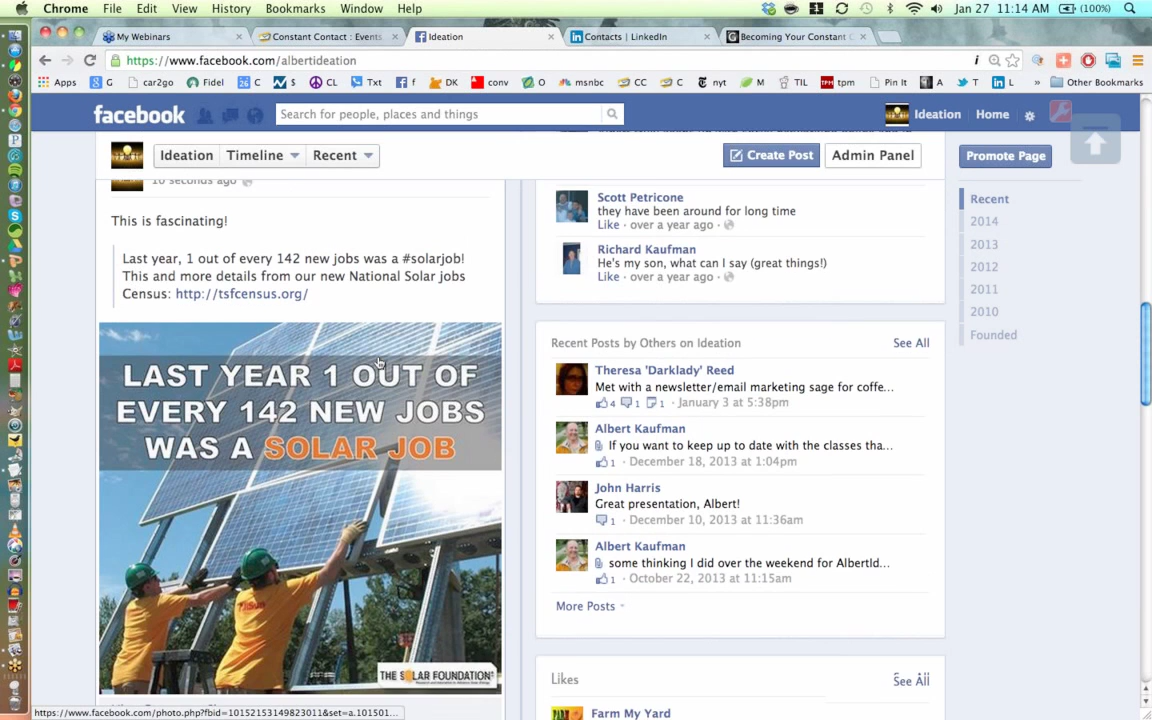 Chrome File Edit View History Bookmarks Window Help
Jan 27 11:14 AM (100%)
My Webinars
Constant Contact : Events
Ideation
Contacts | LinkedIn
Becoming Your Constant C
https://www.facebook.com/albertideation
Apps G car2go Fidel C S CL Txt f DK conv O msnbc CC C nyt M TIL tpm Pin It A T L » Other Bookmarks
facebook
Search for people, places and things
Ideation Home
Ideation Timeline Recent
Create Post Admin Panel
Promote Page
10 seconds ago
This is fascinating!
Last year, 1 out of every 142 new jobs was a #solarjob!
This and more details from our new National Solar jobs
Census: http://tsfcensus.org/
LAST YEAR 1 OUT OF
EVERY 142 NEW JOBS
WAS A SOLAR JOB
THE SOLAR FOUNDATION
https://www.facebook.com/photo.php?fbid=10152153149823011&set=a.101501...
Scott Petricone
they have been around for long time
Like · over a year ago ·
Richard Kaufman
He's my son, what can I say (great things!)
Like · over a year ago ·
Recent Posts by Others on Ideation
See All
Theresa 'Darklady' Reed
Met with a newsletter/email marketing sage for coffe...
4 1 1 · January 3 at 5:38pm
Albert Kaufman
If you want to keep up to date with the classes tha...
1 · December 18, 2013 at 1:04pm
John Harris
Great presentation, Albert!
1 · December 10, 2013 at 11:36am
Albert Kaufman
some thinking I did over the weekend for AlbertId...
1 · October 22, 2013 at 11:15am
More Posts
Likes
See All
Farm My Yard
Recent
2014
2013
2012
2011
2010
Founded